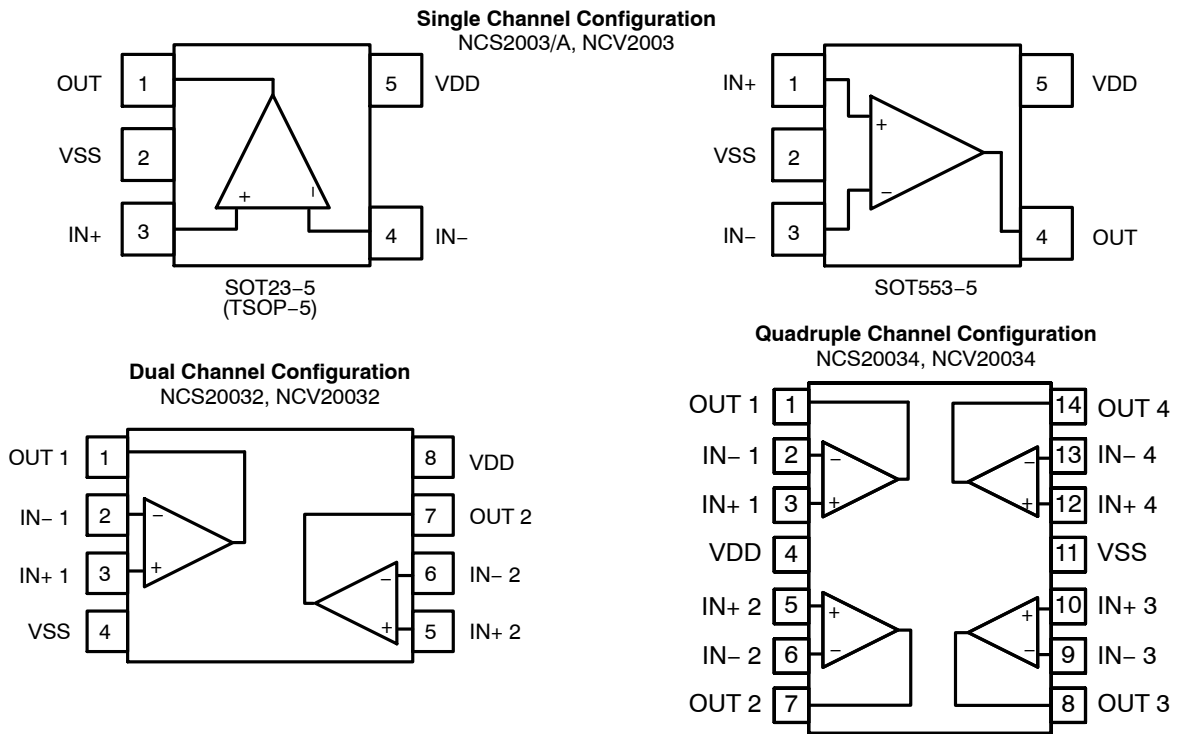 Single Channel Configuration
NCS2003/A, NCV2003
OUT 1 5 VDD
VSS 2
+ −
IN+ 3 4 IN−
SOT23−5
(TSOP−5)
IN+ 1 5 VDD
+
VSS 2
−
IN− 3 4 OUT
SOT553−5
Dual Channel Configuration
NCS20032, NCV20032
OUT 1 1 8 VDD
IN− 1 2 − 7 OUT 2
IN+ 1 3 + − 6 IN− 2
VSS 4 + 5 IN+ 2
Quadruple Channel Configuration
NCS20034, NCV20034
OUT 1 1 14 OUT 4
IN− 1 2 − − 13 IN− 4
IN+ 1 3 + + 12 IN+ 4
VDD 4 11 VSS
IN+ 2 5 + + 10 IN+ 3
IN− 2 6 − − 9 IN− 3
OUT 2 7 8 OUT 3